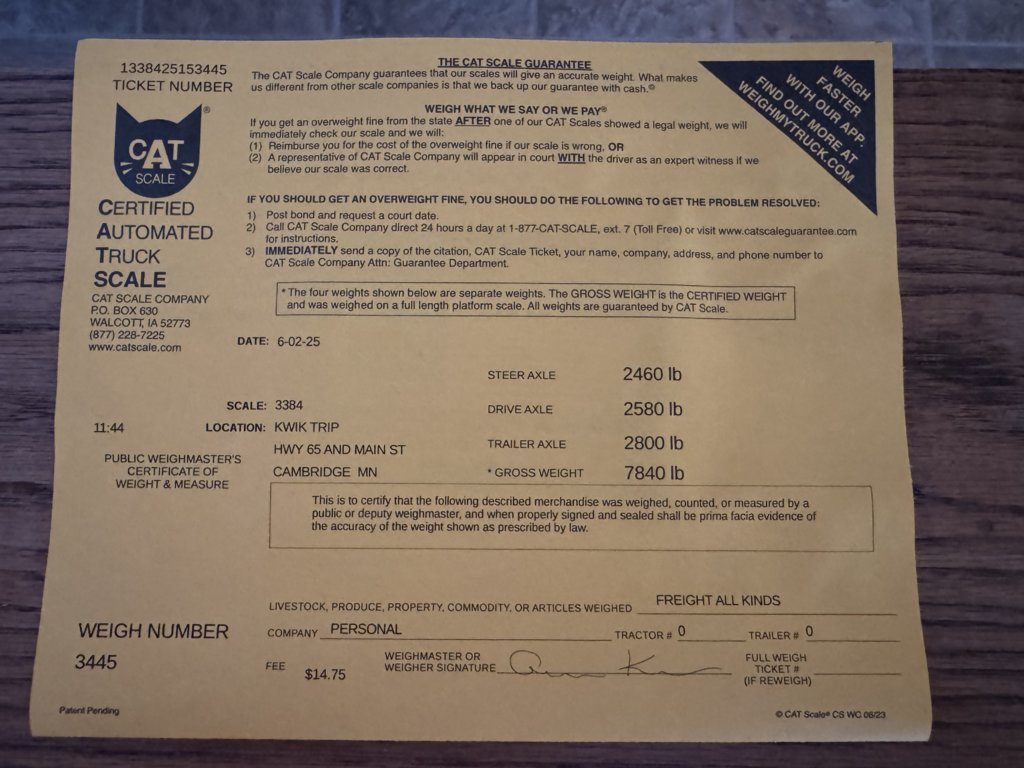 1338425153445
TICKET NUMBER
CAT
SCALE
®
CERTIFIED
AUTOMATED
TRUCK
SCALE
CAT SCALE COMPANY
P.O. BOX 630
WALCOTT, IA 52773
(877) 228-7225
www.catscale.com
THE CAT SCALE GUARANTEE
The CAT Scale Company guarantees that our scales will give an accurate weight. What makes
us different from other scale companies is that we back up our guarantee with cash.®
WEIGH WHAT WE SAY OR WE PAY®
If you get an overweight fine from the state AFTER one of our CAT Scales showed a legal weight, we will
immediately check our scale and we will:
(1) Reimburse you for the cost of the overweight fine if our scale is wrong, OR
(2) A representative of CAT Scale Company will appear in court WITH the driver as an expert witness if we
believe our scale was correct.
WEIGH
FASTER
WITH OUR APP.
FIND OUT MORE AT
WEIGHMYTRUCK.COM
IF YOU SHOULD GET AN OVERWEIGHT FINE, YOU SHOULD DO THE FOLLOWING TO GET THE PROBLEM RESOLVED:
1) Post bond and request a court date.
2) Call CAT Scale Company direct 24 hours a day at 1-877-CAT-SCALE, ext. 7 (Toll Free) or visit www.catscaleguarantee.com
for instructions.
3) IMMEDIATELY send a copy of the citation, CAT Scale Ticket, your name, company, address, and phone number to
CAT Scale Company Attn: Guarantee Department.
* The four weights shown below are separate weights. The GROSS WEIGHT is the CERTIFIED WEIGHT
and was weighed on a full length platform scale. All weights are guaranteed by CAT Scale.
DATE: 6-02-25
STEER AXLE 2460 lb
SCALE: 3384
DRIVE AXLE 2580 lb
11:44
LOCATION: KWIK TRIP
HWY 65 AND MAIN ST
TRAILER AXLE 2800 lb
CAMBRIDGE MN
* GROSS WEIGHT 7840 lb
PUBLIC WEIGHMASTER'S
CERTIFICATE OF
WEIGHT & MEASURE
This is to certify that the following described merchandise was weighed, counted, or measured by a
public or deputy weighmaster, and when properly signed and sealed shall be prima facia evidence of
the accuracy of the weight shown as prescribed by law.
LIVESTOCK, PRODUCE, PROPERTY, COMMODITY, OR ARTICLES WEIGHED FREIGHT ALL KINDS
WEIGH NUMBER
3445
COMPANY PERSONAL TRACTOR # 0 TRAILER # 0
FEE $14.75
WEIGHMASTER OR
WEIGHER SIGNATURE
FULL WEIGH
TICKET #
(IF REWEIGH)
Patent Pending
© CAT Scale® CS WC 06/23